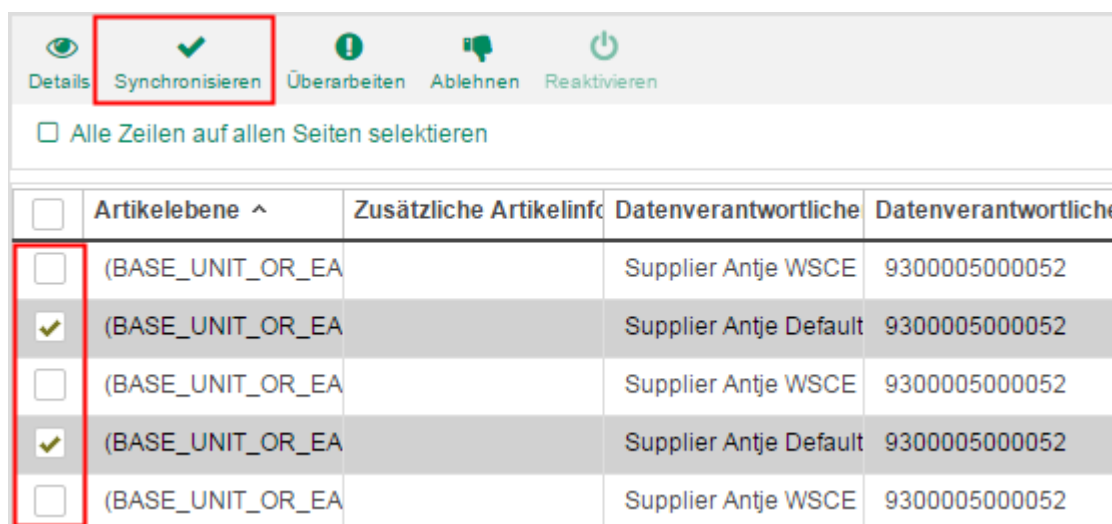 Details Synchronisieren Überarbeiten Ablehnen Reaktivieren
Alle Zeilen auf allen Seiten selektieren
Artikelebene Zusätzliche Artikelinfo Datenverantwortliche Datenverantwortliche
(BASE_UNIT_OR_EA Supplier Antje WSCE 9300005000052
(BASE_UNIT_OR_EA Supplier Antje Default 9300005000052
(BASE_UNIT_OR_EA Supplier Antje WSCE 9300005000052
(BASE_UNIT_OR_EA Supplier Antje Default 9300005000052
(BASE_UNIT_OR_EA Supplier Antje WSCE 9300005000052